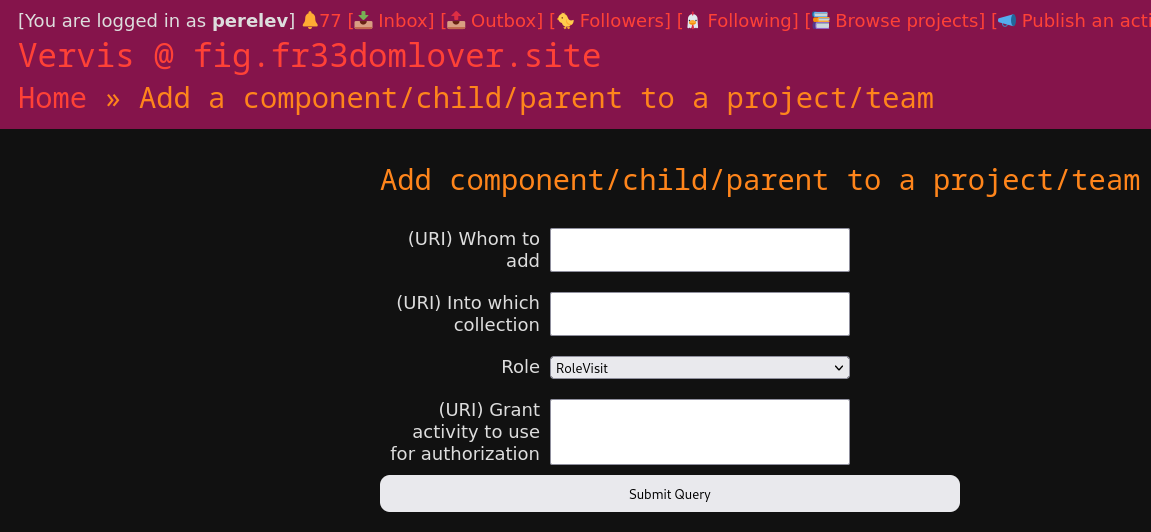 [You are logged in as perelev] 🔔77 [📥 Inbox] [📤 Outbox] [🐤 Followers] [🐔 Following] [📚 Browse projects] [📣 Publish an acti
Vervis @ fig.fr33domlover.site
Home » Add a component/child/parent to a project/team
Add component/child/parent to a project/team
(URI) Whom to
add
(URI) Into which
collection
Role
RoleVisit
(URI) Grant
activity to use
for authorization
Submit Query